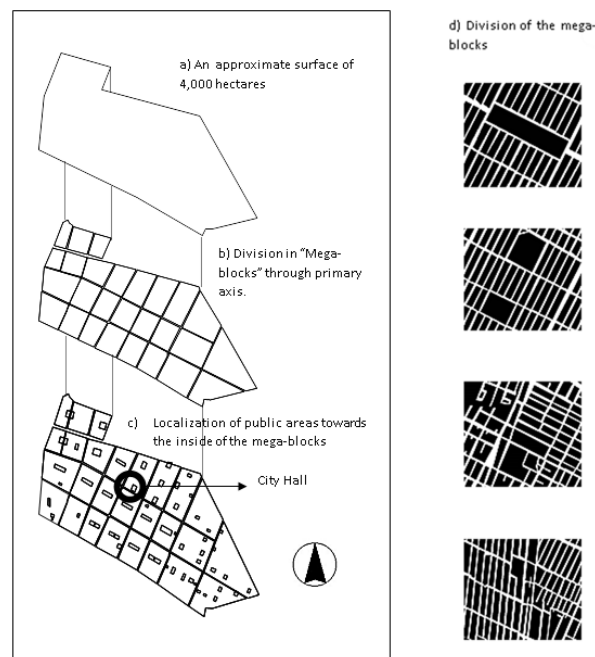 a) An approximate surface of
4,000 hectares
b) Division in “Mega-
blocks” through primary
axis.
c) Localization of public areas towards
the inside of the mega-blocks
City Hall
d) Division of the mega-
blocks